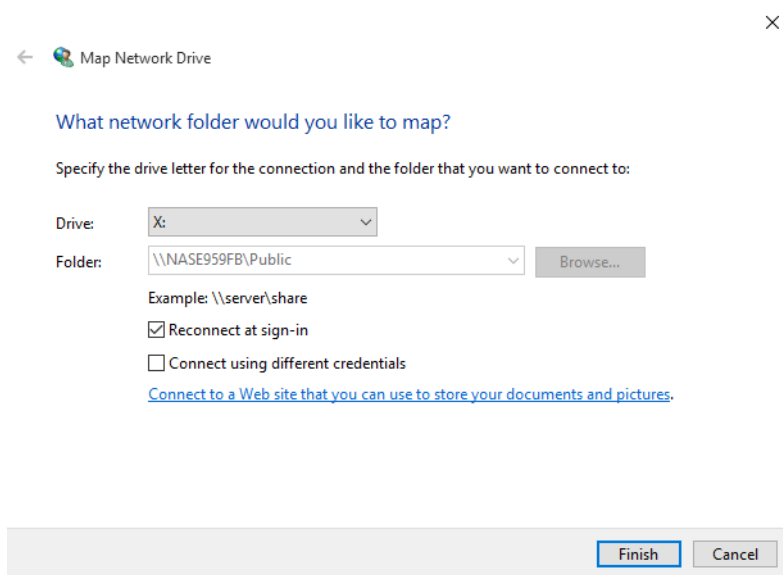 Map Network Drive
What network folder would you like to map?
Specify the drive letter for the connection and the folder that you want to connect to:
Drive: X:
Folder: \\NASE959FB\Public Browse...
Example: \\server\share
Reconnect at sign-in
Connect using different credentials
Connect to a Web site that you can use to store your documents and pictures.
Finish Cancel